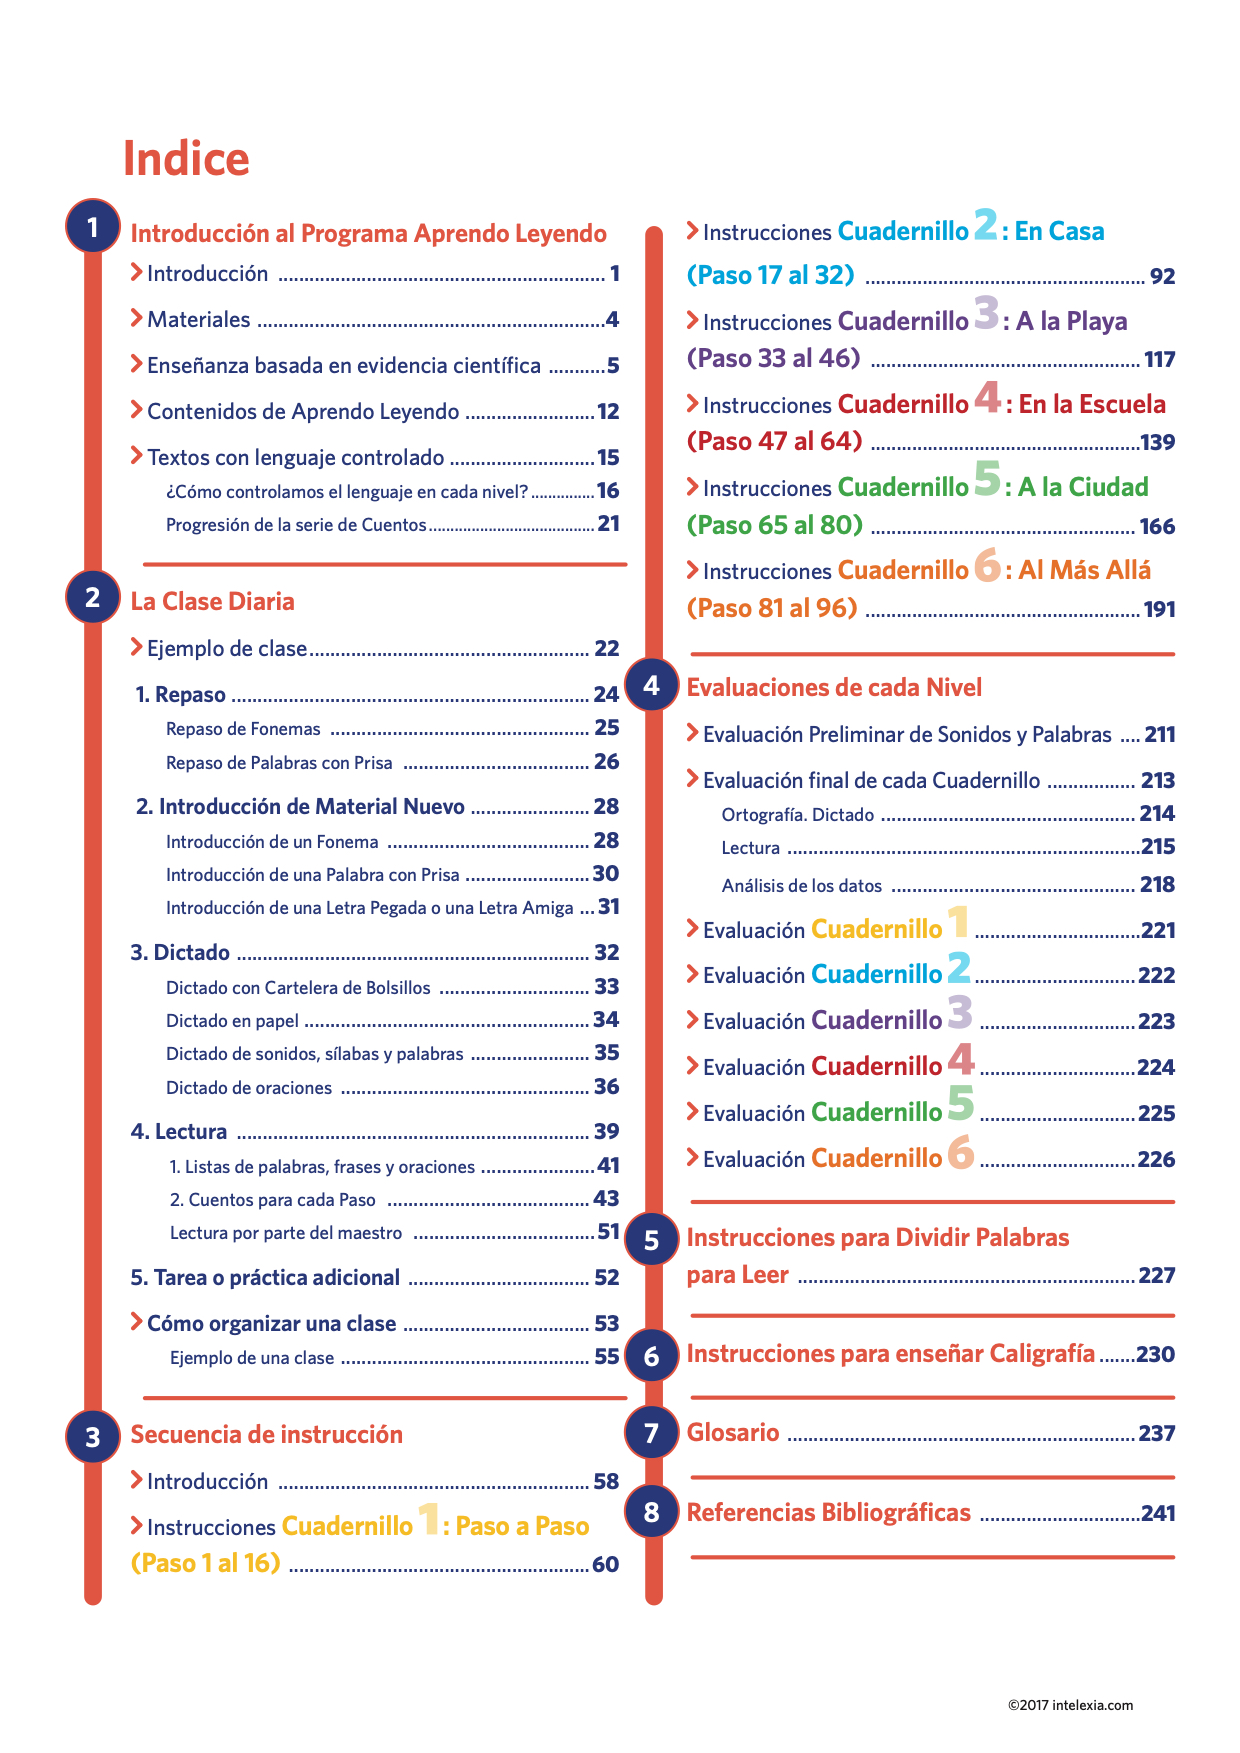 Indice
1
Introducción al Programa Aprendo Leyendo
Introducción ................................................................ 1
Materiales ....................................................................4
Enseñanza basada en evidencia científica ...........5
Contenidos de Aprendo Leyendo .........................12
Textos con lenguaje controlado ............................15
¿Cómo controlamos el lenguaje en cada nivel?..............16
Progresión de la serie de Cuentos.....................................21
2
La Clase Diaria
Ejemplo de clase...................................................... 22
1. Repaso ..................................................................... 24
Repaso de Fonemas .................................................. 25
Repaso de Palabras con Prisa .................................... 26
2. Introducción de Material Nuevo ....................... 28
Introducción de un Fonema ....................................... 28
Introducción de una Palabra con Prisa ........................ 30
Introducción de una Letra Pegada o una Letra Amiga ... 31
3. Dictado .................................................................... 32
Dictado con Cartelera de Bolsillos ............................. 33
Dictado en papel ........................................................ 34
Dictado de sonidos, sílabas y palabras ....................... 35
Dictado de oraciones ................................................ 36
4. Lectura .................................................................... 39
1. Listas de palabras, frases y oraciones ......................41
2. Cuentos para cada Paso ....................................... 43
Lectura por parte del maestro ...................................51
5. Tarea o práctica adicional ................................... 52
Cómo organizar una clase .................................... 53
Ejemplo de una clase ................................................ 55
3
Secuencia de instrucción
Introducción ............................................................ 58
Instrucciones Cuadernillo 1: Paso a Paso
(Paso 1 al 16) ..........................................................60
Instrucciones Cuadernillo 2: En Casa
(Paso 17 al 32) ...................................................... 92
Instrucciones Cuadernillo 3: A la Playa
(Paso 33 al 46) .................................................... 117
Instrucciones Cuadernillo 4: En la Escuela
(Paso 47 al 64) ....................................................139
Instrucciones Cuadernillo 5: A la Ciudad
(Paso 65 al 80) ................................................... 166
Instrucciones Cuadernillo 6: Al Más Allá
(Paso 81 al 96) ..................................................... 191
4
Evaluaciones de cada Nivel
Evaluación Preliminar de Sonidos y Palabras .... 211
Evaluación final de cada Cuadernillo ................. 213
Ortografía. Dictado ................................................. 214
Lectura ....................................................................215
Análisis de los datos ............................................... 218
Evaluación Cuadernillo 1 ................................221
Evaluación Cuadernillo 2 ............................... 222
Evaluación Cuadernillo 3 ..............................223
Evaluación Cuadernillo 4 ..............................224
Evaluación Cuadernillo 5 ..............................225
Evaluación Cuadernillo 6 ..............................226
5
Instrucciones para Dividir Palabras
para Leer .................................................................. 227
6
Instrucciones para enseñar Caligrafía.......230
7
Glosario ....................................................................237
8
Referencias Bibliográficas ...............................241
©2017 intelexia.com